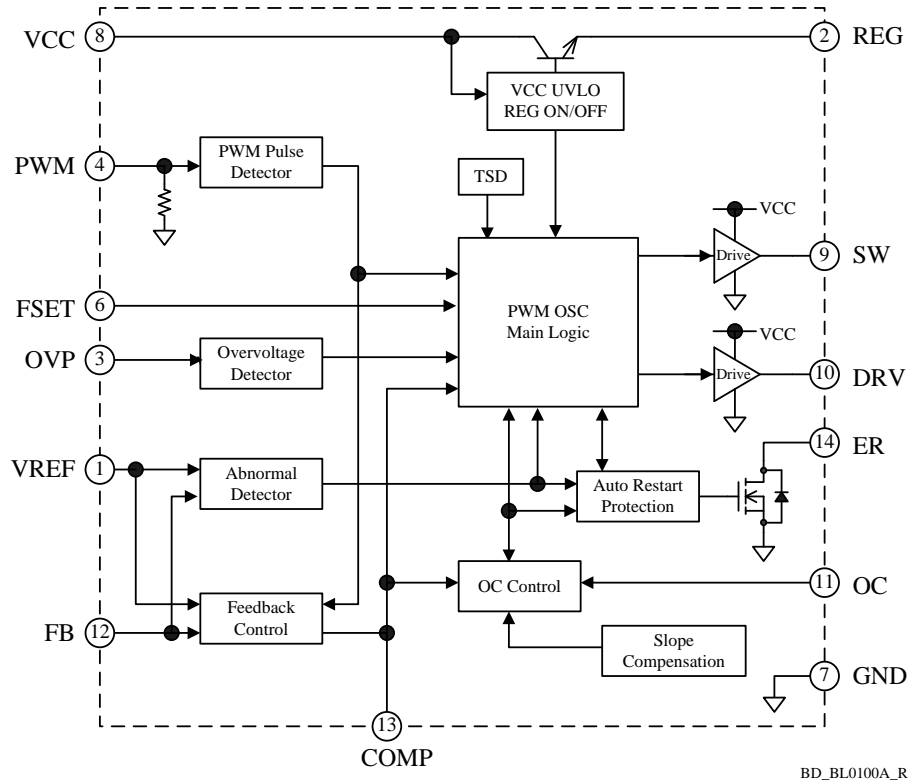 VCC
8
2
REG
VCC UVLO
REG ON/OFF
PWM
4
PWM Pulse
Detector
TSD
VCC
Drive
9
SW
FSET
6
PWM OSC
Main Logic
OVP
3
Overvoltage
Detector
VCC
Drive
10
DRV
14
ER
VREF
1
Abnormal
Detector
Auto Restart
Protection
OC Control
11
OC
FB
12
Feedback
Control
Slope
Compensation
7
GND
13
COMP
BD_BL0100A_R